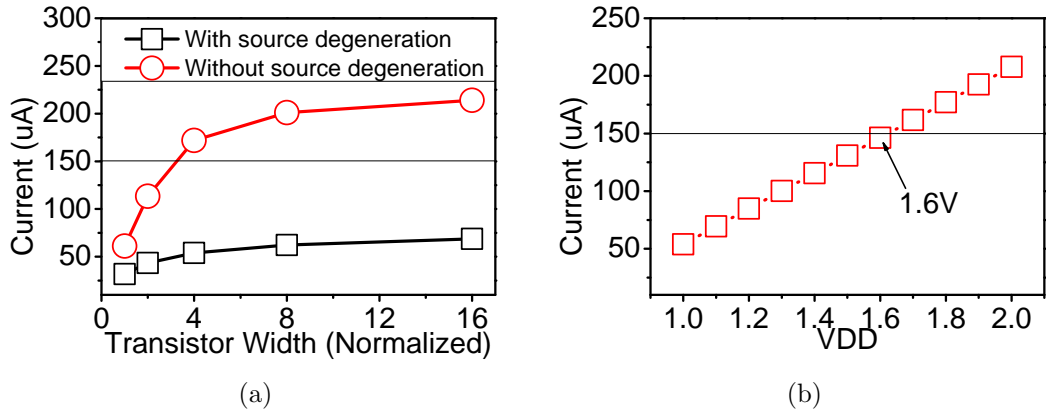 300
250
200
150
100
50
Current (uA)
With source degeneration
Without source degeneration
0 4 8 12 16
Transistor Width (Normalized)
(a)
250
200
150
100
50
Current (uA)
1.6V
1.0 1.2 1.4 1.6 1.8 2.0
VDD
(b)